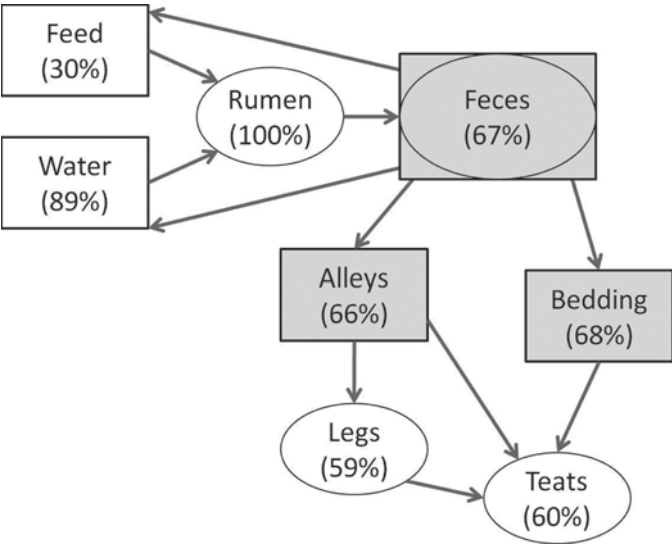 Feed
(30%)
Rumen
(100%)
Feces
(67%)
Water
(89%)
Alleys
(66%)
Bedding
(68%)
Legs
(59%)
Teats
(60%)